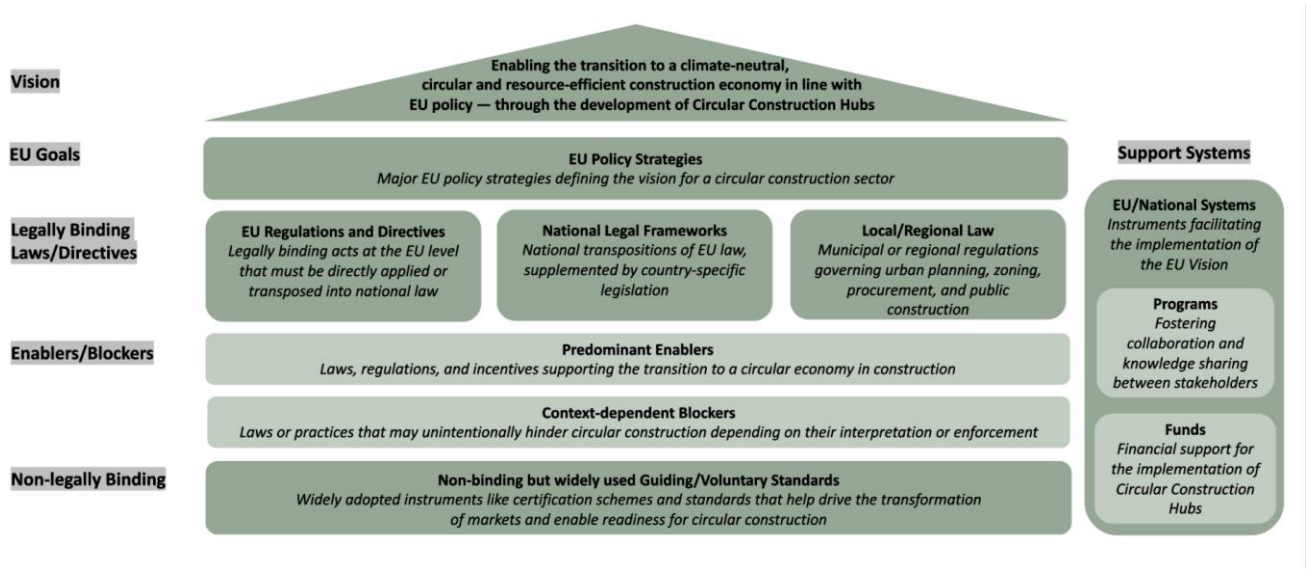 Vision
Enabling the transition to a climate-neutral,
circular and resource-efficient construction economy in line with
EU policy — through the development of Circular Construction Hubs
EU Goals
EU Policy Strategies
Major EU policy strategies defining the vision for a circular construction sector
Legally Binding
Laws/Directives
EU Regulations and Directives
Legally binding acts at the EU level
that must be directly applied or
transposed into national law
National Legal Frameworks
National transpositions of EU law,
supplemented by country-specific
legislation
Local/Regional Law
Municipal or regional regulations
governing urban planning, zoning,
procurement, and public
construction
Enablers/Blockers
Predominant Enablers
Laws, regulations, and incentives supporting the transition to a circular economy in construction
Context-dependent Blockers
Laws or practices that may unintentionally hinder circular construction depending on their interpretation or enforcement
Non-legally Binding
Non-binding but widely used Guiding/Voluntary Standards
Widely adopted instruments like certification schemes and standards that help drive the transformation
of markets and enable readiness for circular construction
Support Systems
EU/National Systems
Instruments facilitating
the implementation of
the EU Vision
Programs
Fostering
collaboration and
knowledge sharing
between stakeholders
Funds
Financial support for
the implementation of
Circular Construction
Hubs